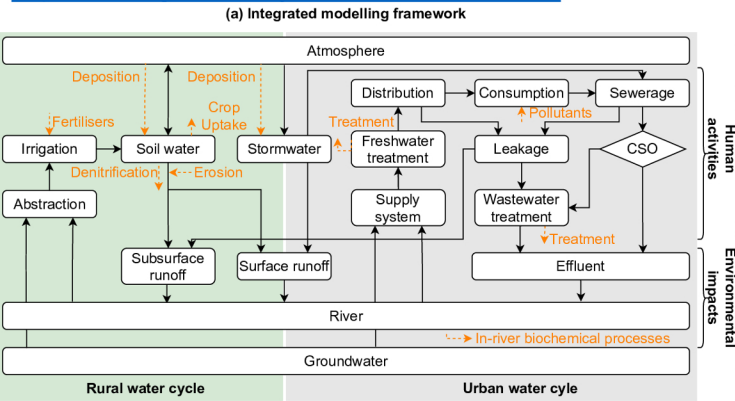 (a) Integrated modelling framework
Atmosphere
Deposition
Deposition
Distribution
Consumption
Sewerage
Fertilisers
Crop
Uptake
Treatment
Pollutants
Irrigation
Soil water
Stormwater
Freshwater
treatment
Leakage
CSO
Denitrification
Erosion
Abstraction
Supply
system
Wastewater
treatment
Treatment
Subsurface
runoff
Surface runoff
Effluent
River
In-river biochemical processes
Groundwater
Rural water cycle
Urban water cyle
Human
activities
Environmental
impacts